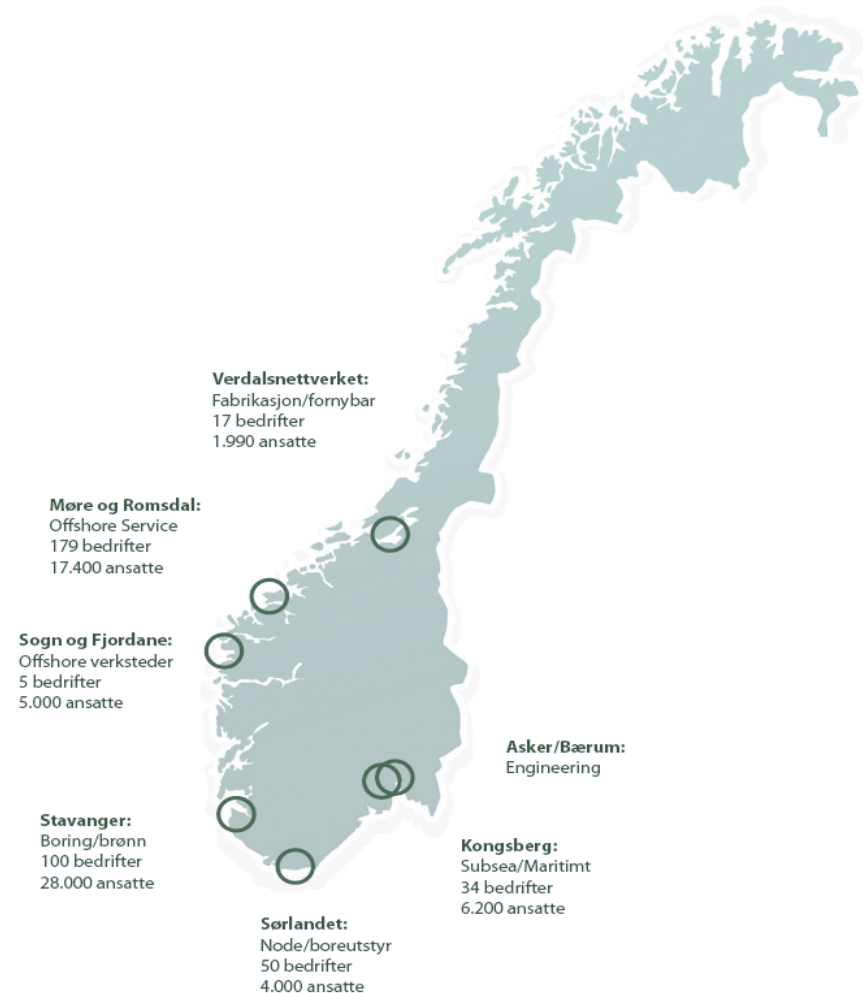 Verdalsnettverket:
Fabrikasjon/fornybar
17 bedrifter
1.990 ansatte
Møre og Romsdal:
Offshore Service
179 bedrifter
17.400 ansatte
Sogn og Fjordane:
Offshore verksteder
5 bedrifter
5.000 ansatte
Asker/Bærum:
Engineering
Stavanger:
Boring/brønn
100 bedrifter
28.000 ansatte
Kongsberg:
Subsea/Maritimt
34 bedrifter
6.200 ansatte
Sørlandet:
Node/boreutstyr
50 bedrifter
4.000 ansatte